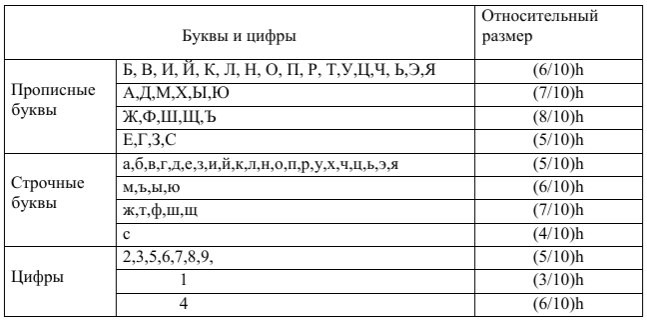 Буквы и цифры
Относительный
размер
Прописные
буквы
Б, В, И, Й, К, Л, Н, О, П, Р, Т,У,Ц,Ч, Ь,Э,Я
(6/10)h
А,Д,М,Х,Ы,Ю
(7/10)h
Ж,Ф,Ш,Щ,Ъ
(8/10)h
Е,Г,З,С
(5/10)h
Строчные
буквы
а,б,в,г,д,е,з,и,й,к,л,н,о,п,р,у,х,ч,ц,ь,э,я
(5/10)h
м,ъ,ы,ю
(6/10)h
ж,т,ф,ш,щ
(7/10)h
с
(4/10)h
Цифры
2,3,5,6,7,8,9,
(5/10)h
1
(3/10)h
4
(6/10)h